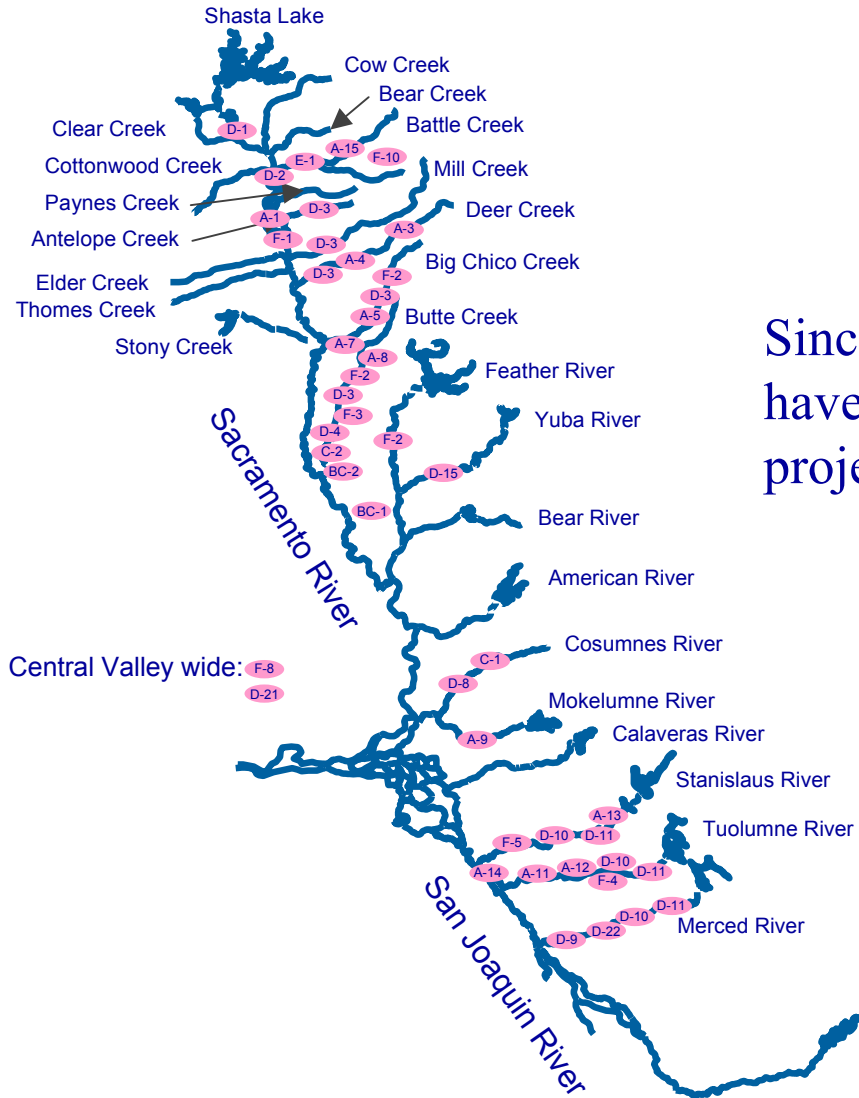 Shasta Lake
Cow Creek
Bear Creek
Clear Creek
D-1
Battle Creek
A-15
E-1
F-10
Cottonwood Creek
D-2
Mill Creek
Paynes Creek
D-3
Deer Creek
A-1
Antelope Creek
F-1
D-3
A-3
A-4
Big Chico Creek
Elder Creek
D-3
F-2
Thomes Creek
D-3
A-5
Butte Creek
Stony Creek
A-7
A-8
Feather River
F-2
D-3
F-3
Yuba River
D-4
F-2
C-2
BC-2
D-15
BC-1
Bear River
Sacramento River
American River
Cosumnes River
Central Valley wide:
F-8
C-1
D-21
D-8
Mokelumne River
A-9
Calaveras River
Stanislaus River
A-13
F-5
D-10
D-11
Tuolumne River
A-14
A-11
A-12
D-10
F-4
D-11
San Joaquin River
D-11
D-10
Merced River
D-22
D-9
have